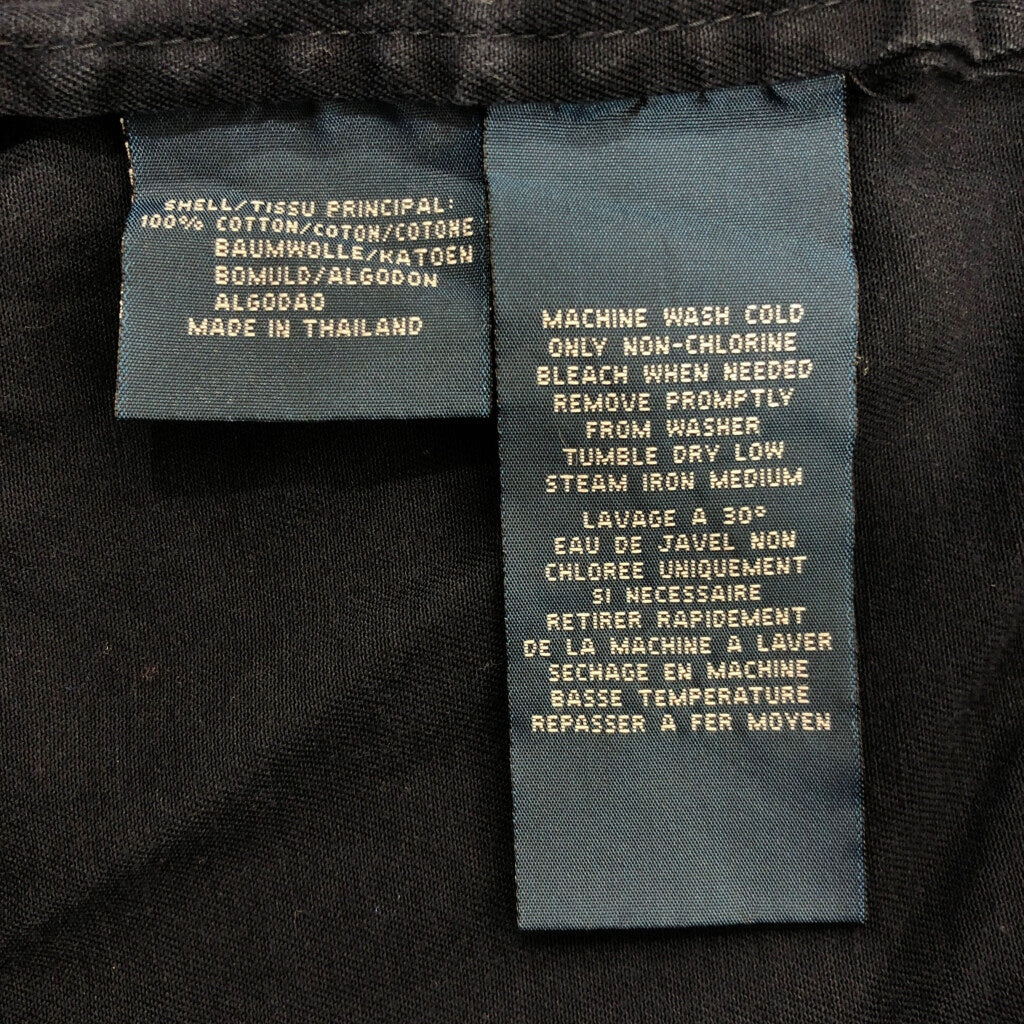 SHELL/TISSU PRINCIPAL:
100% COTTON/COTON/COTONE
BAUMWOLLE/KATOEN
BOMULD/ALGODON
ALGODAO
MADE IN THAILAND
MACHINE WASH COLD
ONLY NON-CHLORINE
BLEACH WHEN NEEDED
REMOVE PROMPTLY
FROM WASHER
TUMBLE DRY LOW
STEAM IRON MEDIUM
LAVAGE A 30°
EAU DE JAVEL NON
CHLOREE UNIQUEMENT
SI NECESSAIRE
RETIRER RAPIDEMENT
DE LA MACHINE A LAVER
SECHAGE EN MACHINE
BASSE TEMPERATURE
REPASSER A FER MOYEN